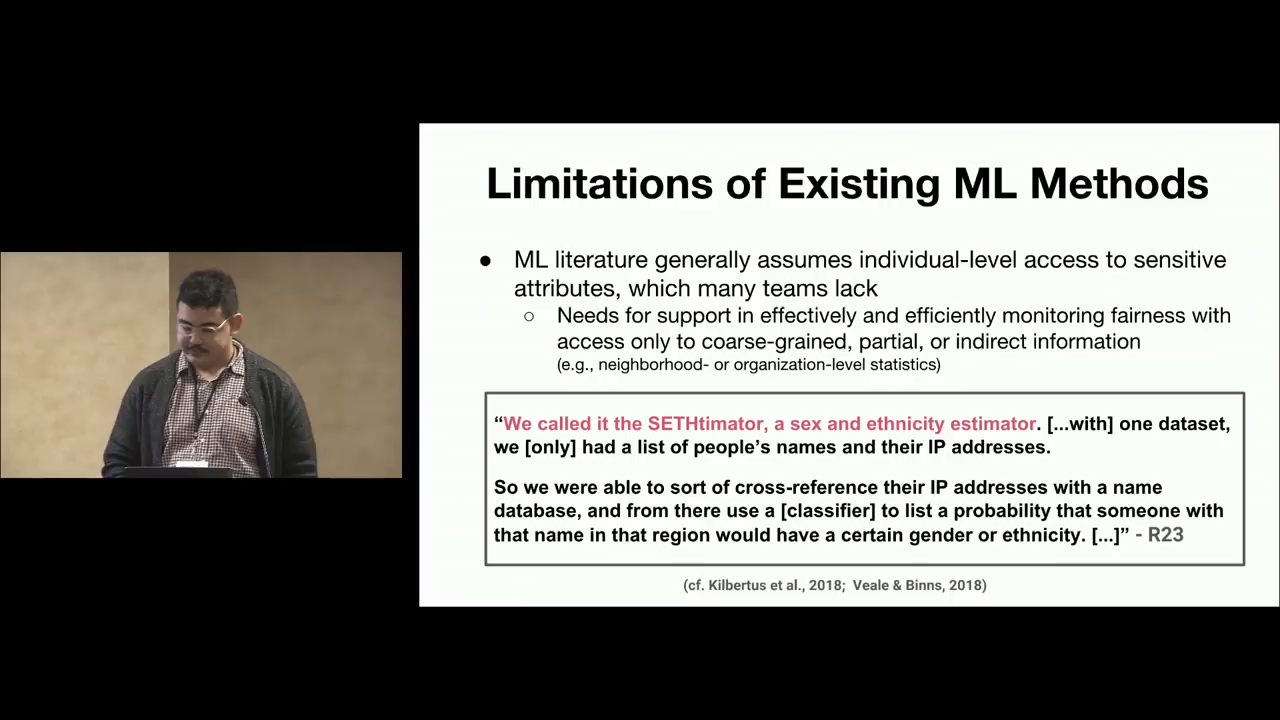 Limitations of Existing ML Methods
● ML literature generally assumes individual-level access to sensitive
attributes, which many teams lack
○ Needs for support in effectively and efficiently monitoring fairness with
access only to coarse-grained, partial, or indirect information
(e.g., neighborhood- or organization-level statistics)
“We called it the SETHtimator, a sex and ethnicity estimator. [...with] one dataset,
we [only] had a list of people’s names and their IP addresses.
So we were able to sort of cross-reference their IP addresses with a name
database, and from there use a [classifier] to list a probability that someone with
that name in that region would have a certain gender or ethnicity. [...]” - R23
(cf. Kilbertus et al., 2018; Veale & Binns, 2018)